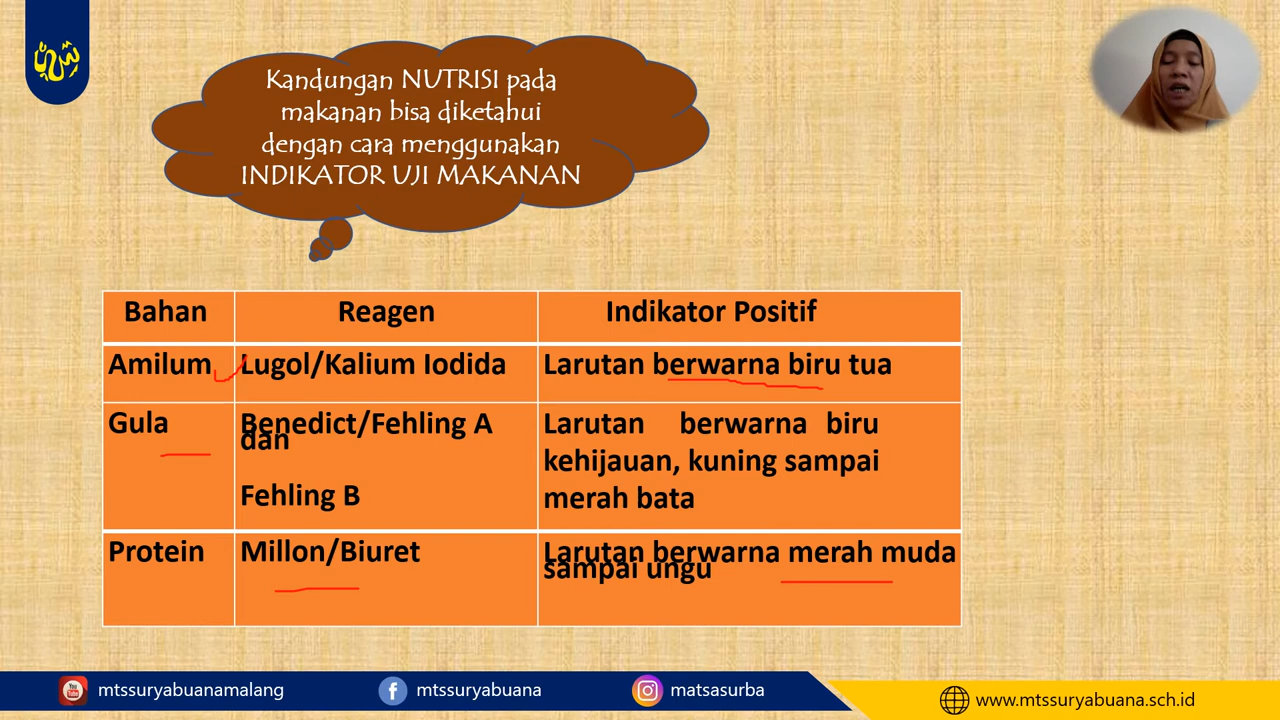 Kandungan NUTRISI pada
makanan bisa diketahui
dengan cara menggunakan
INDIKATOR UJI MAKANAN
Bahan Reagen Indikator Positif
Amilum Lugol/Kalium Iodida Larutan berwarna biru tua
Gula Benedict/Fehling A Larutan berwarna biru
dan
kehijauan, kuning sampai
Fehling B merah bata
Protein Millon/Biuret Larutan berwarna merah muda
sampai ungu
mtssuryabuanamalang mtssuryabuana matsasurba www.mtssuryabuana.sch.id